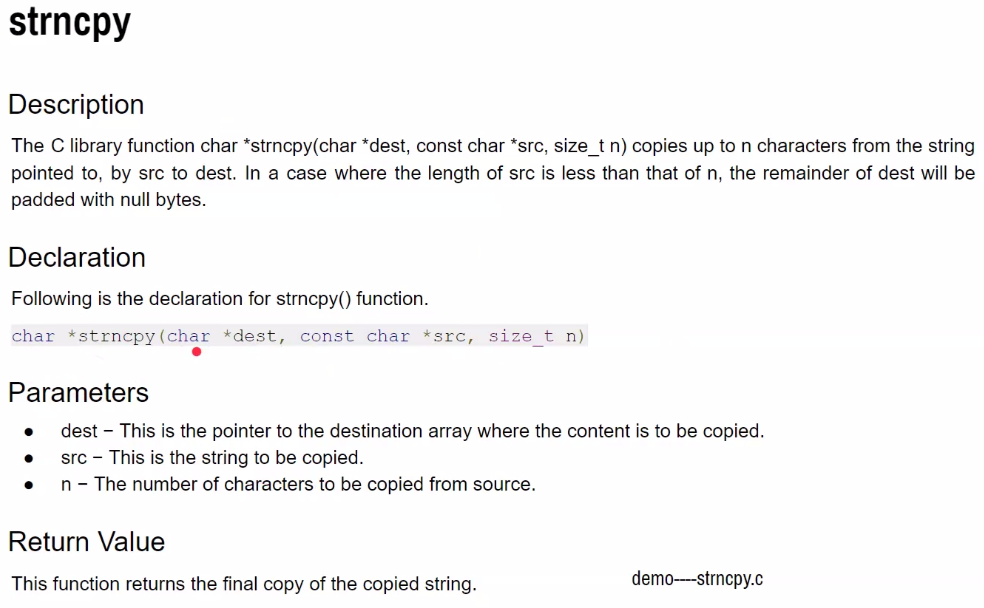 strncpy
Description
The C library function char *strncpy(char *dest, const char *src, size_t n) copies up to n characters from the string
pointed to, by src to dest. In a case where the length of src is less than that of n, the remainder of dest will be
padded with null bytes.
Declaration
Following is the declaration for strncpy() function.
char *strncpy(char *dest, const char *src, size_t n)
Parameters
● dest − This is the pointer to the destination array where the content is to be copied.
● src − This is the string to be copied.
● n − The number of characters to be copied from source.
Return Value
This function returns the final copy of the copied string.
demo----strncpy.c